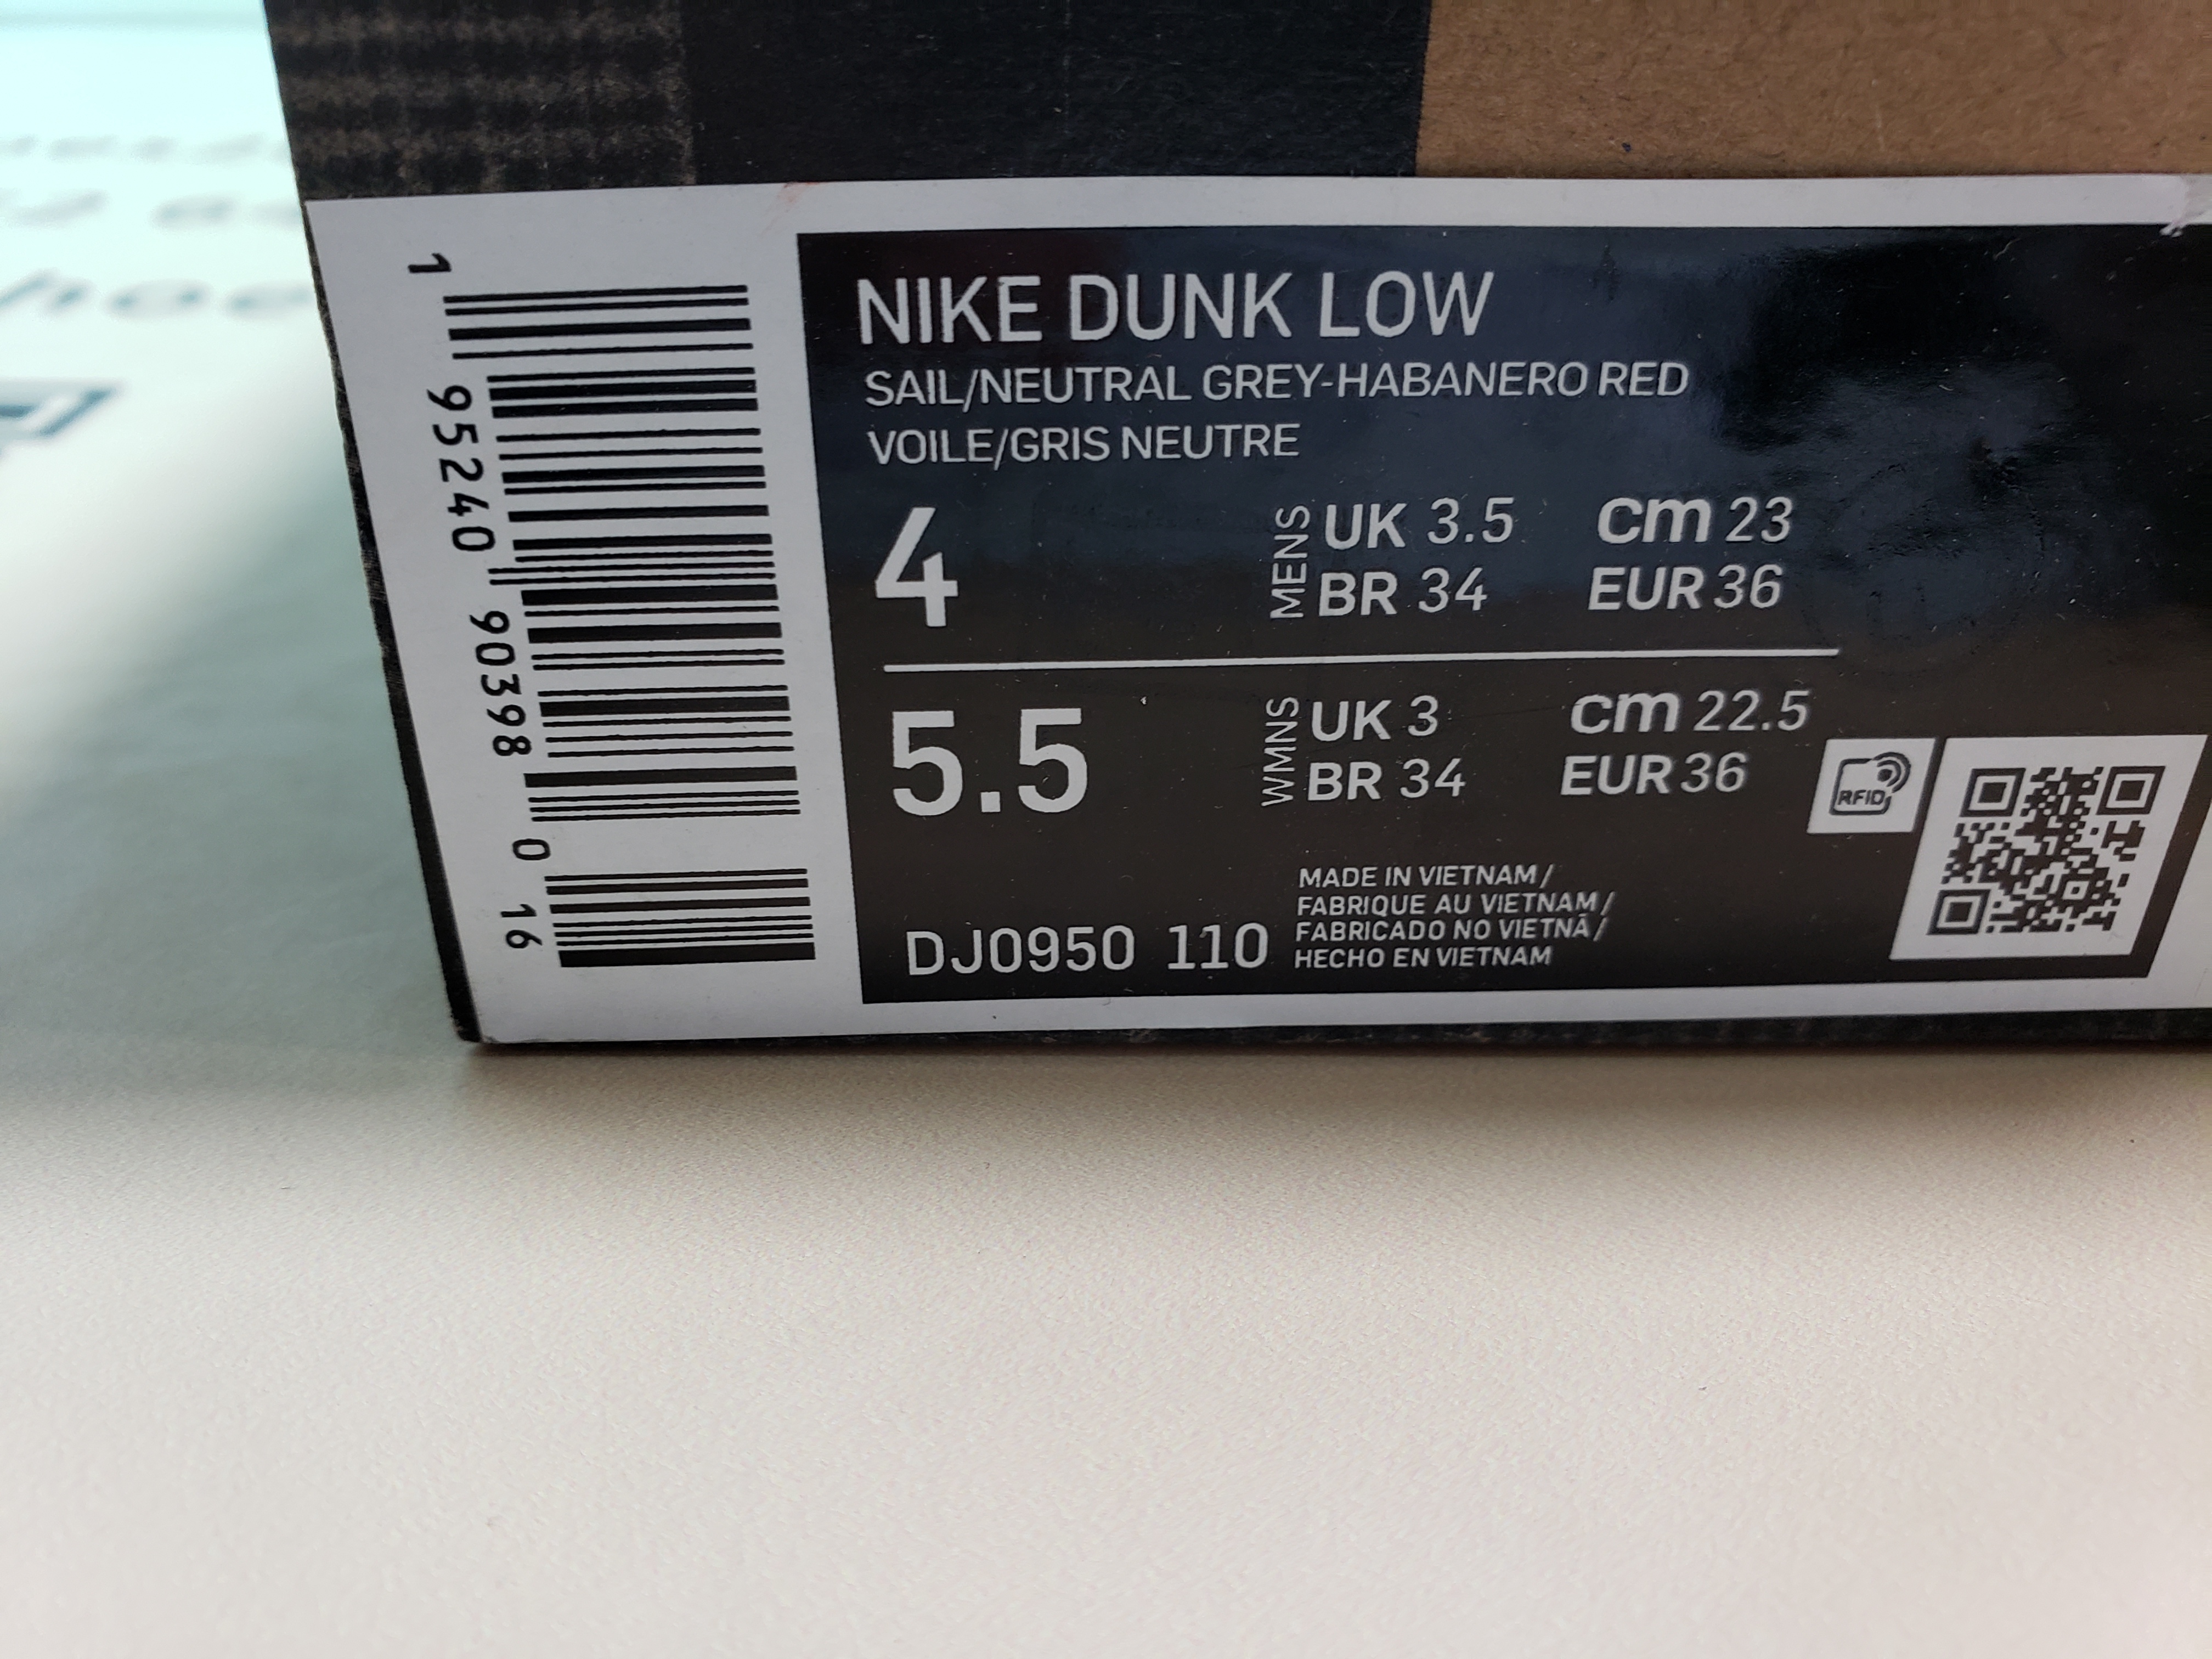 NIKE DUNK LOW
SAIL/NEUTRAL GREY-HABANERO RED
VOILE/GRIS NEUTRE
4 MENS UK 3.5 cm 23
BR 34 EUR 36
5.5 WMNS UK 3 cm 22.5
BR 34 EUR 36
RFID
DJ0950 110
MADE IN VIETNAM/
FABRIQUE AU VIETNAM/
FABRICADO NO VIETNÃ/
HECHO EN VIETNAM
1 95240 90398 0 16